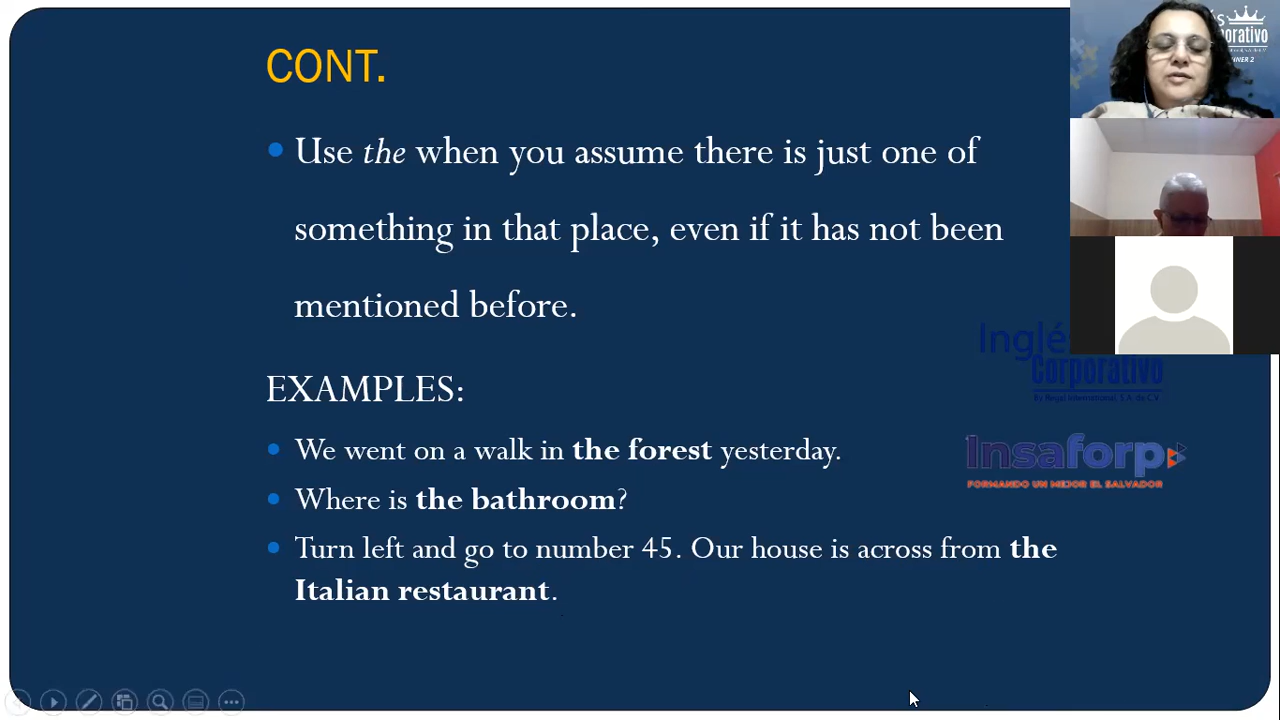 CONT.
• Use the when you assume there is just one of
something in that place, even if it has not been
mentioned before.
EXAMPLES:
• We went on a walk in the forest yesterday.
• Where is the bathroom?
• Turn left and go to number 45. Our house is across from the
Italian restaurant.
Inglés
Corporativo
By Regal International, S.A. de C.V.
Insaforp
FORMANDO UN MEJOR EL SALVADOR